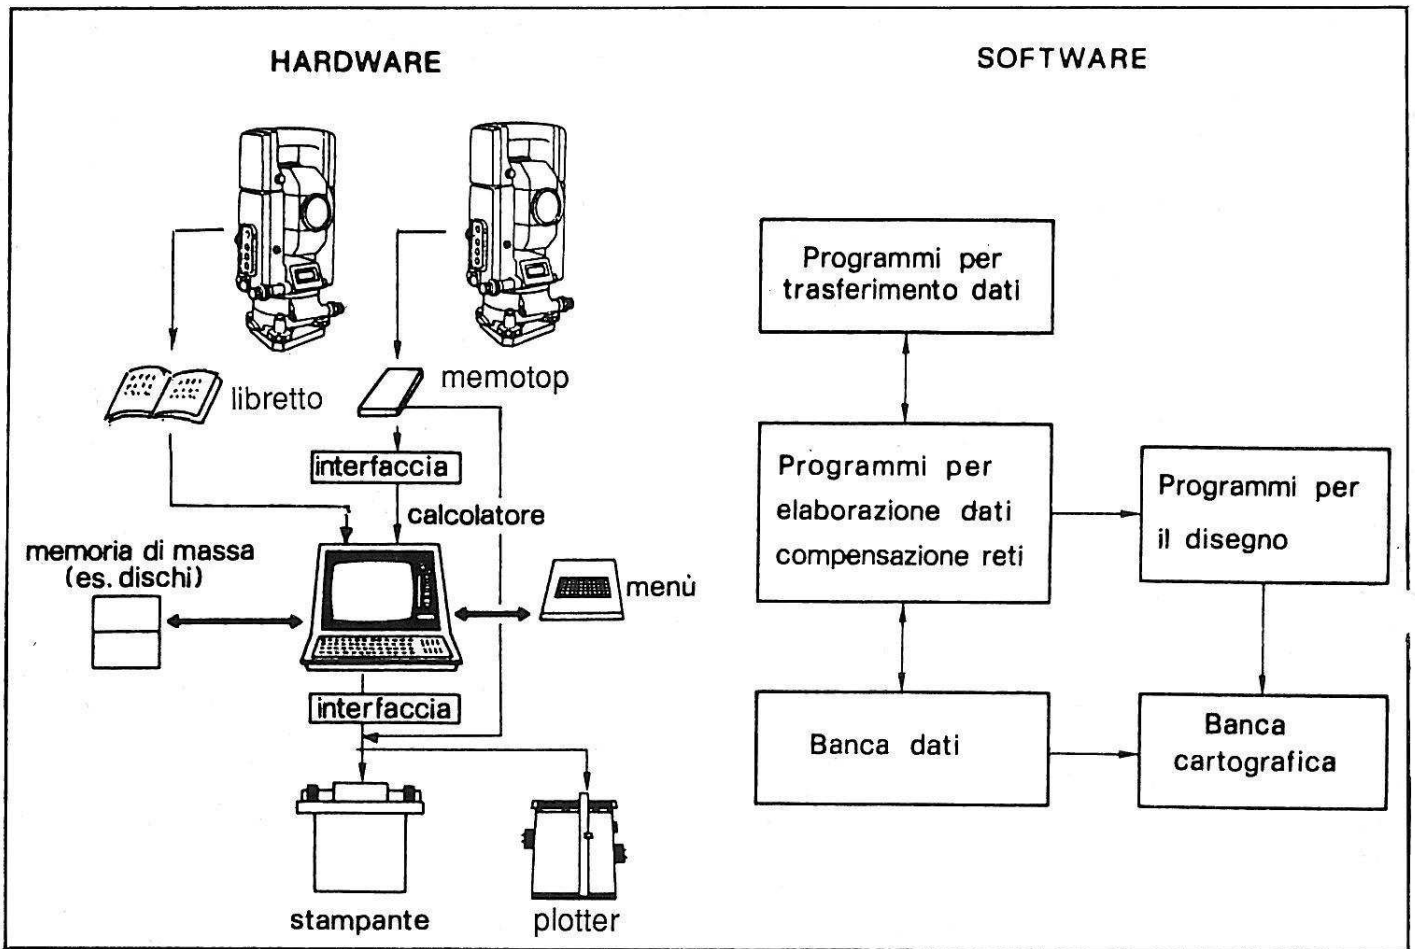 HARDWARE
SOFTWARE
libretto
memotop
interfaccia
calcolatore
memoria di massa
(es. dischi)
menù
interfaccia
stampante
plotter
Programmi per
trasferimento dati
Programmi per
elaborazione dati
compensazione reti
Programmi per
il disegno
Banca dati
Banca
cartografica